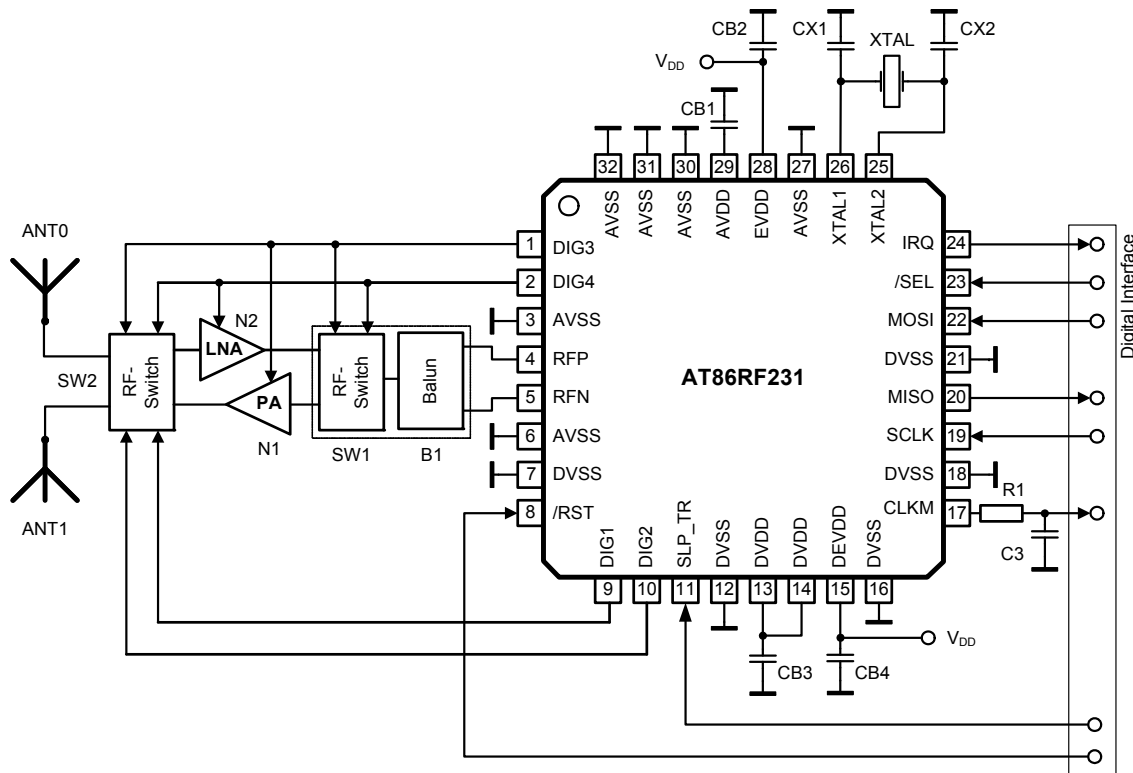 CB2
CX1
XTAL
CX2
VDD
CB1
32
31
30
29
28
27
26
25
AVSS
AVSS
AVSS
AVDD
EVDD
AVSS
XTAL1
XTAL2
ANT0
1
DIG3
IRQ
24
2
DIG4
/SEL
23
N2
3
AVSS
MOSI
22
LNA
RF-
Switch
4
RFP
DVSS
21
SW2
RF-
Switch
Balun
AT86RF231
PA
5
RFN
MISO
20
N1
SW1
B1
6
AVSS
SCLK
19
7
DVSS
DVSS
18
ANT1
8
/RST
CLKM
17
R1
C3
Digital Interface
DIG1
DIG2
SLP_TR
DVSS
DVDD
DVDD
DEVDD
DVSS
9
10
11
12
13
14
15
16
VDD
CB3
CB4